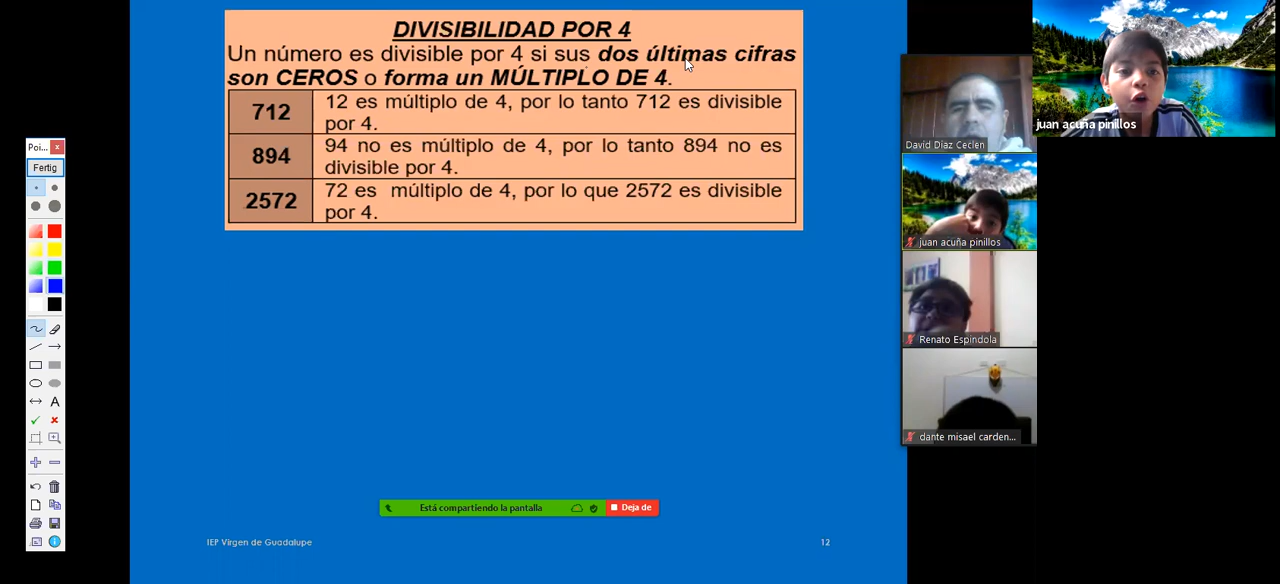 DIVISIBILIDAD POR 4
Un número es divisible por 4 si sus dos últimas cifras
son CEROS o forma un MÚLTIPLO DE 4.
712
12 es múltiplo de 4, por lo tanto 712 es divisible
por 4.
894
94 no es múltiplo de 4, por lo tanto 894 no es
divisible por 4.
2572
72 es múltiplo de 4, por lo que 2572 es divisible
por 4.
Poi...
Fertig
A
Está compartiendo la pantalla
Deja de
IEP Virgen de Guadalupe
12
juan acuña pinillos
David Diaz Ceclen
juan acuña pinillos
Renato Espindola
dante misael carden...